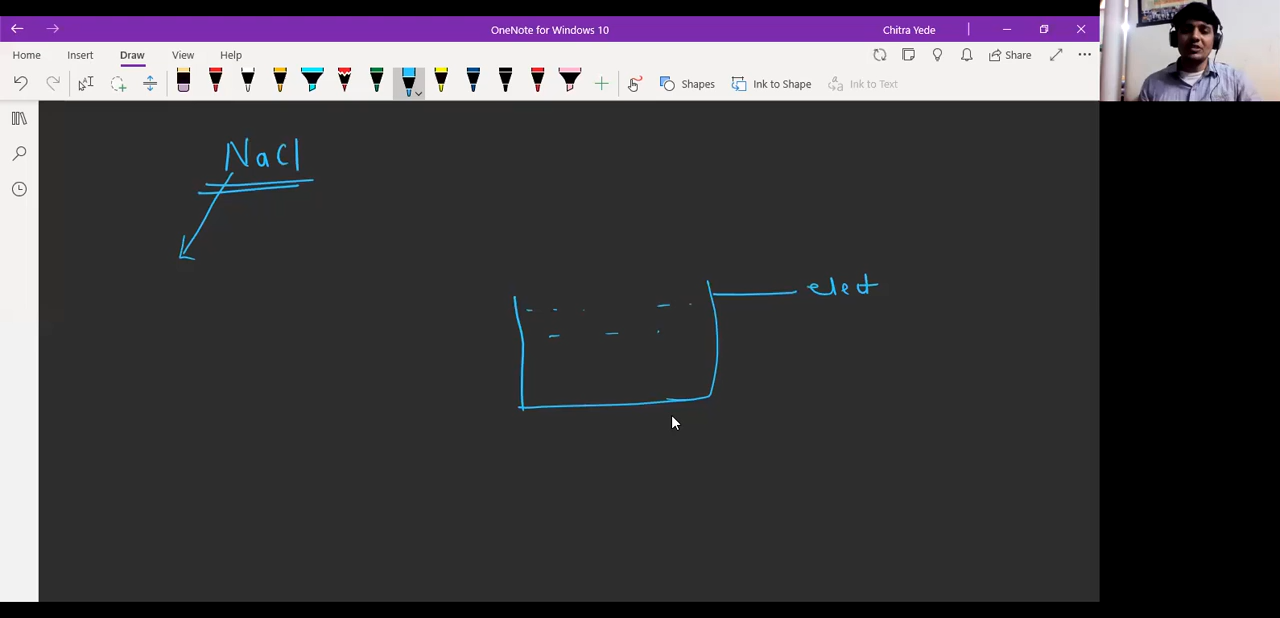 OneNote for Windows 10
Chitra Yede
Home Insert Draw View Help
Share
Shapes Ink to Shape Ink to Text
NaCl
elect